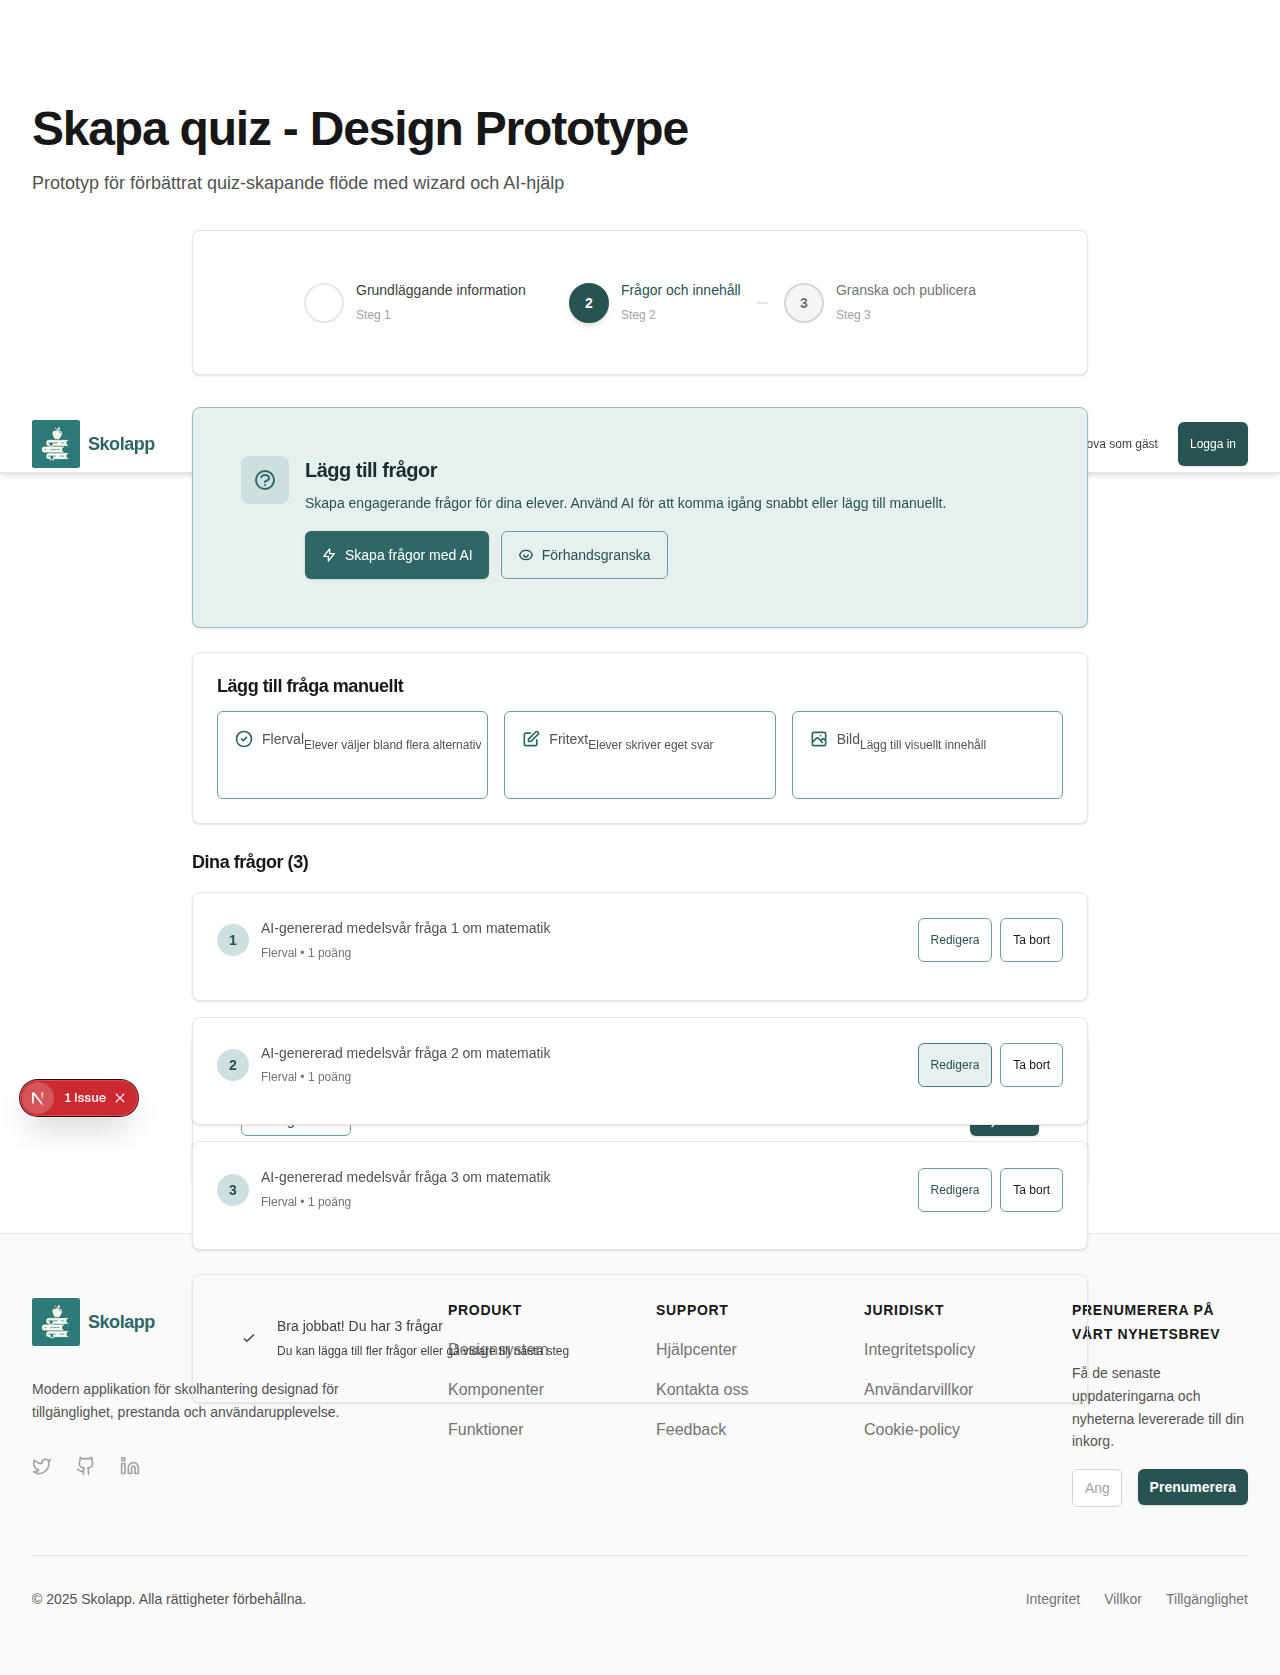 Skapa quiz - Design Prototype
Prototyp för förbättrat quiz-skapande flöde med wizard och AI-hjälp
Grundläggande information
Steg 1
2
Frågor och innehåll
Steg 2
3
Granska och publicera
Steg 3
Skolapp
som gäst
Logga in
Lägg till frågor
Skapa engagerande frågor för dina elever. Använd AI för att komma igång snabbt eller lägg till manuellt.
Skapa frågor med AI
Förhandsgranska
Lägg till fråga manuellt
Flerval
Elever väljer bland flera alternativ
Fritext
Elever skriver eget svar
Bild
Lägg till visuellt innehåll
Dina frågor (3)
1
AI-genererad medelsvår fråga 1 om matematik
Flerval • 1 poäng
Redigera
Ta bort
2
AI-genererad medelsvår fråga 2 om matematik
Flerval • 1 poäng
Redigera
Ta bort
1 Issue
3
AI-genererad medelsvår fråga 3 om matematik
Flerval • 1 poäng
Redigera
Ta bort
Bra jobbat! Du har 3 frågar
Du kan lägga till fler frågor eller gå vidare till nästa steg
Skolapp
Modern applikation för skolhantering designad för
tillgänglighet, prestanda och användarupplevelse.
PRODUKT
Designsystem
Komponenter
Funktioner
SUPPORT
Hjälpcenter
Kontakta oss
Feedback
JURIDISKT
Integritetspolicy
Användarvillkor
Cookie-policy
PRENUMERERA PÅ
VÅRT NYHETSBREV
Få de senaste
uppdateringarna och
nyheterna levererade till din
inkorg.
Ang
Prenumerera
© 2025 Skolapp. Alla rättigheter förbehållna.
Integritet
Villkor
Tillgänglighet